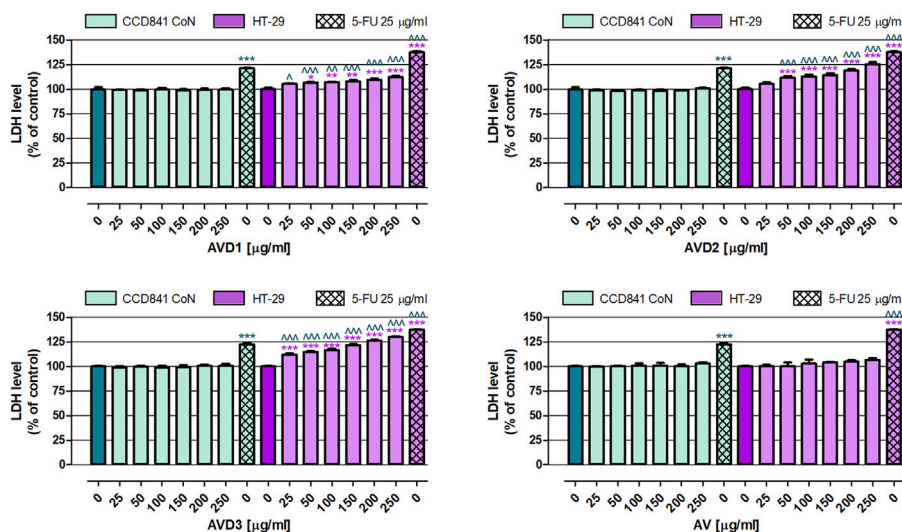 CCD841 CoN HT-29 5-FU 25 µg/ml
LDH level
(% of control)
150
125
100
75
50
25
0
*** ^ ^^^ ^^ ^^ ^^^ ^^^ ^^^
* ** ** *** *** ***
0 25 50 100 150 200 250 0 0 25 50 100 150 200 250 0
AVD1 [µg/ml]
CCD841 CoN HT-29 5-FU 25 µg/ml
LDH level
(% of control)
150
125
100
75
50
25
0
*** ^^^ ^^^ ^^^ ^^^ ^^^ ^^^
*** *** *** *** *** ***
0 25 50 100 150 200 250 0 0 25 50 100 150 200 250 0
AVD2 [µg/ml]
CCD841 CoN HT-29 5-FU 25 µg/ml
LDH level
(% of control)
150
125
100
75
50
25
0
*** ^^^ ^^^ ^^^ ^^^ ^^^ ^^^ ^^^
*** *** *** *** *** *** ***
0 25 50 100 150 200 250 0 0 25 50 100 150 200 250 0
AVD3 [µg/ml]
CCD841 CoN HT-29 5-FU 25 µg/ml
LDH level
(% of control)
150
125
100
75
50
25
0
*** ^^^
***
0 25 50 100 150 200 250 0 0 25 50 100 150 200 250 0
AV [µg/ml]